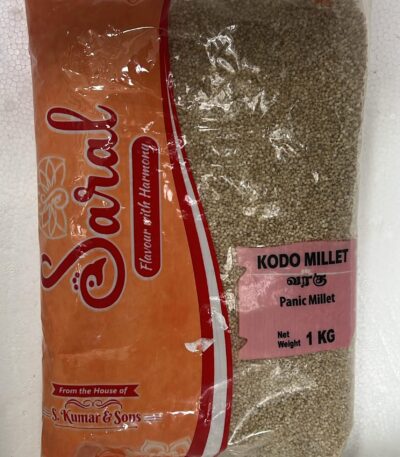 Saral
Flavour with Harmony
From the House of
S. Kumar & Sons
KODO MILLET
வரகு
Panic Millet
Net
Weight 1 KG